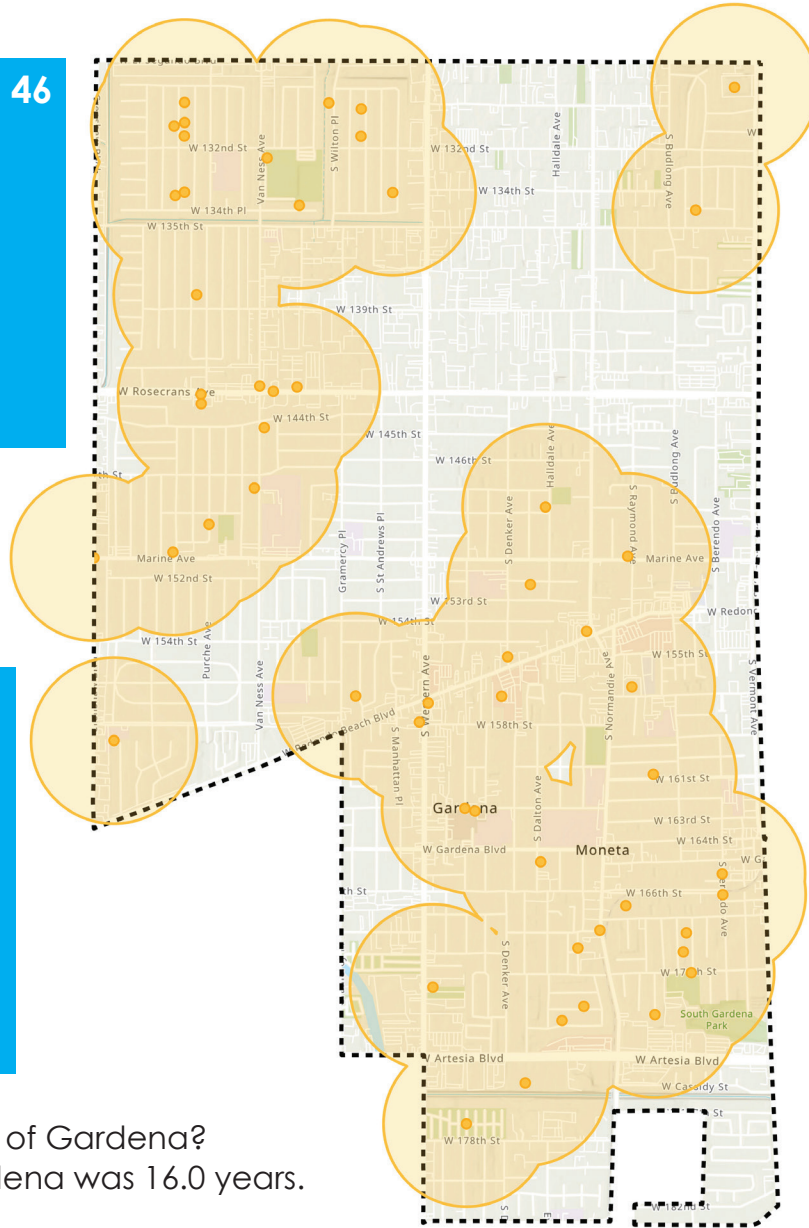 46
W 132nd St
Van Ness Ave
S Wilton Pl
W 132nd St
Halldale Ave
S Budlong Ave
W 134th St
W 134th Pl
W 135th St
W 139th St
W Rosecrans Ave
W 144th St
W 145th St
W 146th St
S Denker Ave
Halldale Ave
S Raymond Ave
S Budlong Ave
S Berendo Ave
Marine Ave
Marine Ave
W 152nd St
Gramercy Pl
S St Andrews Pl
W 153rd St
W 154th St
W 154th St
Purche Ave
Van Ness Ave
W 155th St
S Western Ave
S Normandie Ave
S Vermont Ave
W Redondo Beach Blvd
S Manhattan Pl
W 158th St
W 161st St
Gardena
S Dalton Ave
W 163rd St
W 164th St
W Gardena Blvd
Moneta
W 166th St
S Berendo Ave
S Denker Ave
W 170th St
South Gardena
Park
W Artesia Blvd
W Artesia Blvd
W Cassidy St
W 178th St
W 182nd St
of Gardena?
dena was 16.0 years.